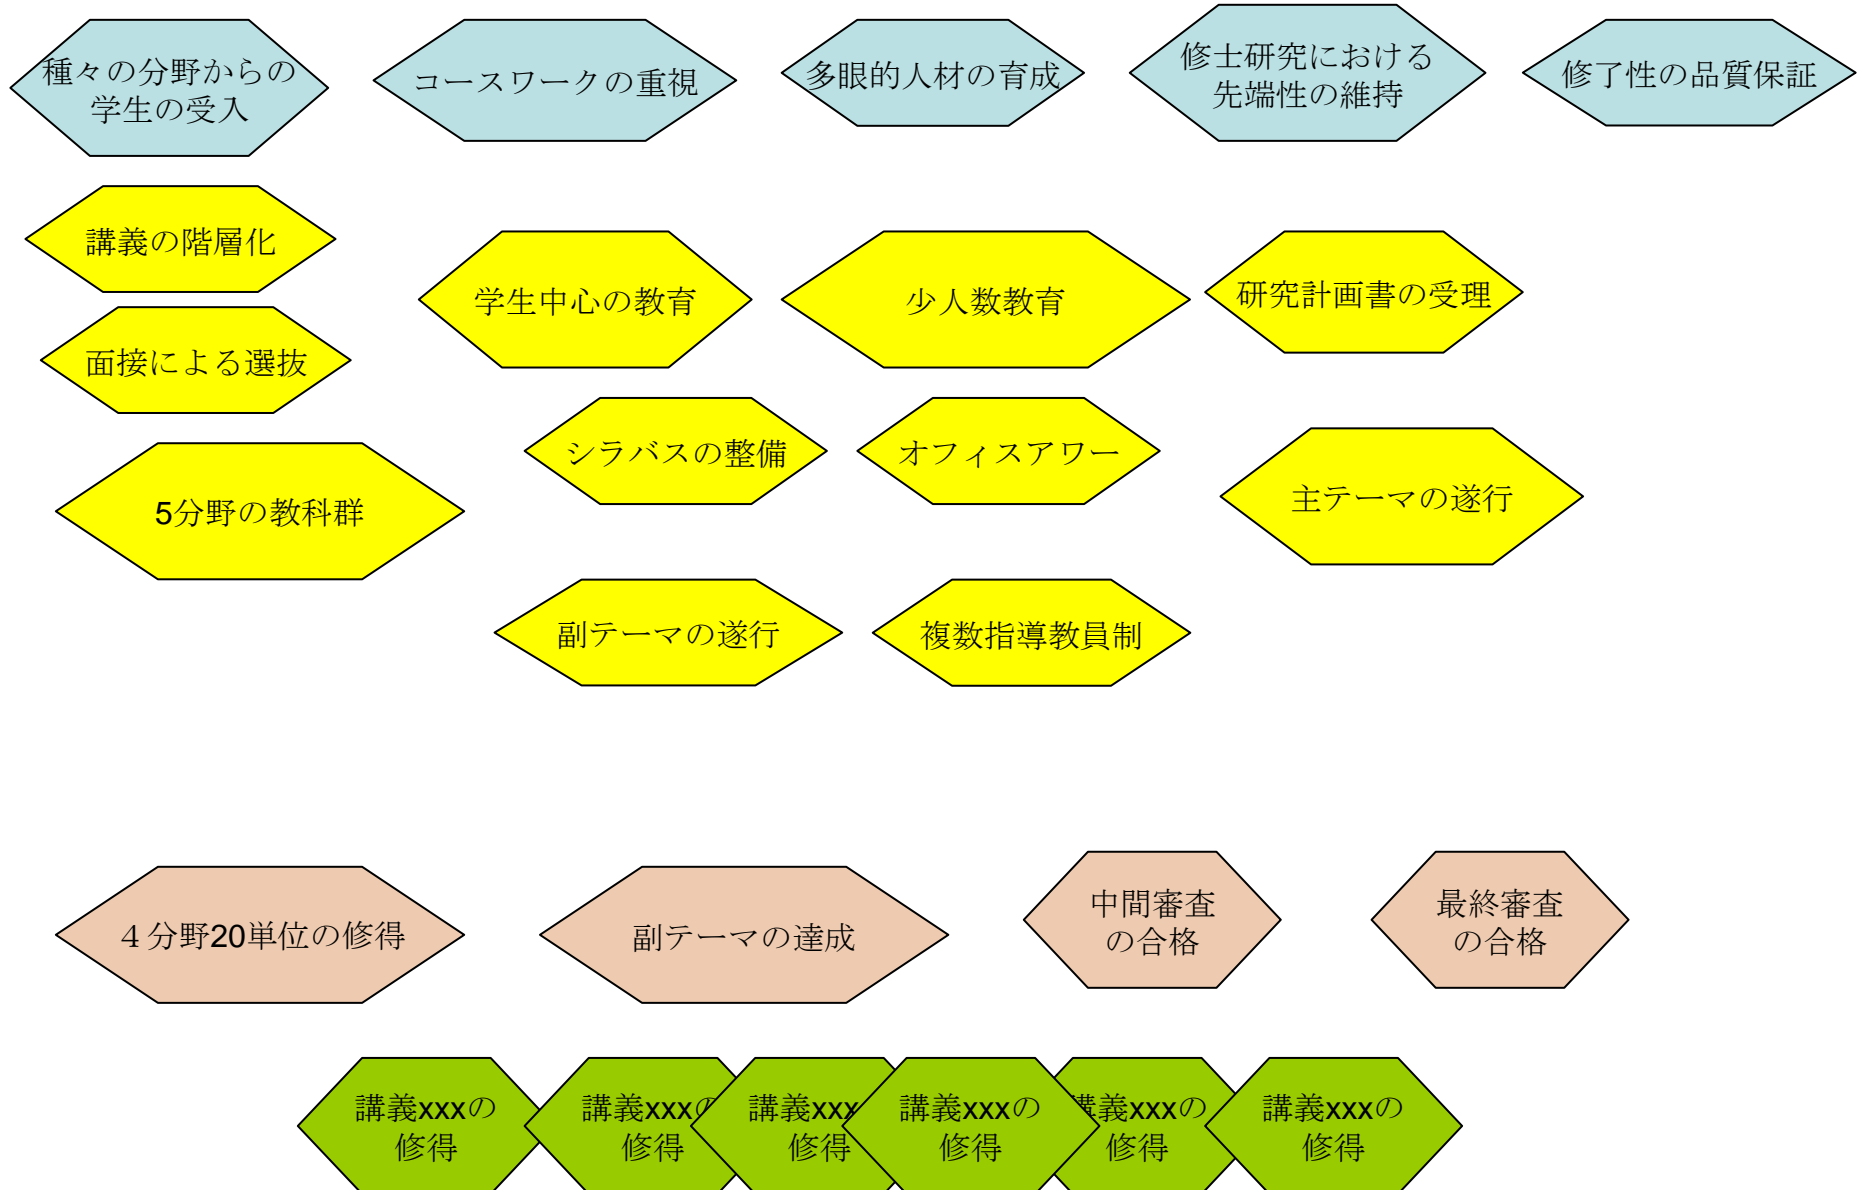 種々の分野からの
学生の受入
コースワークの重視
多眼的人材の育成
修士研究における
先端性の維持
修了性の品質保証
講義の階層化
面接による選抜
5分野の教科群
学生中心の教育
少人数教育
研究計画書の受理
シラバスの整備
オフィスアワー
主テーマの遂行
副テーマの遂行
複数指導教員制
４分野20単位の修得
副テーマの達成
中間審査
の合格
最終審査
の合格
講義xxxの
修得
講義xxxの
修得
講義xxx
修得
講義xxxの
修得
義xxxの
修得
講義xxxの
修得